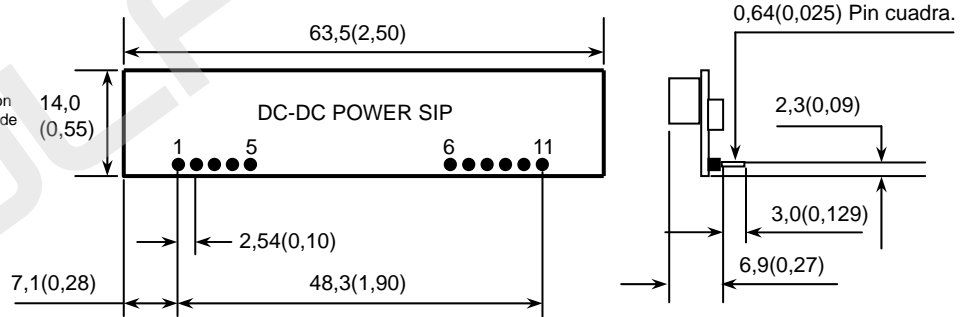 0,64(0,025) Pin cuadra.
63,5(2,50)
de
14,0
(0,55)
DC-DC POWER SIP
2,3(0,09)
1 5 6 11
2,54(0,10)
3,0(0,129)
6,9(0,27)
7,1(0,28)
48,3(1,90)